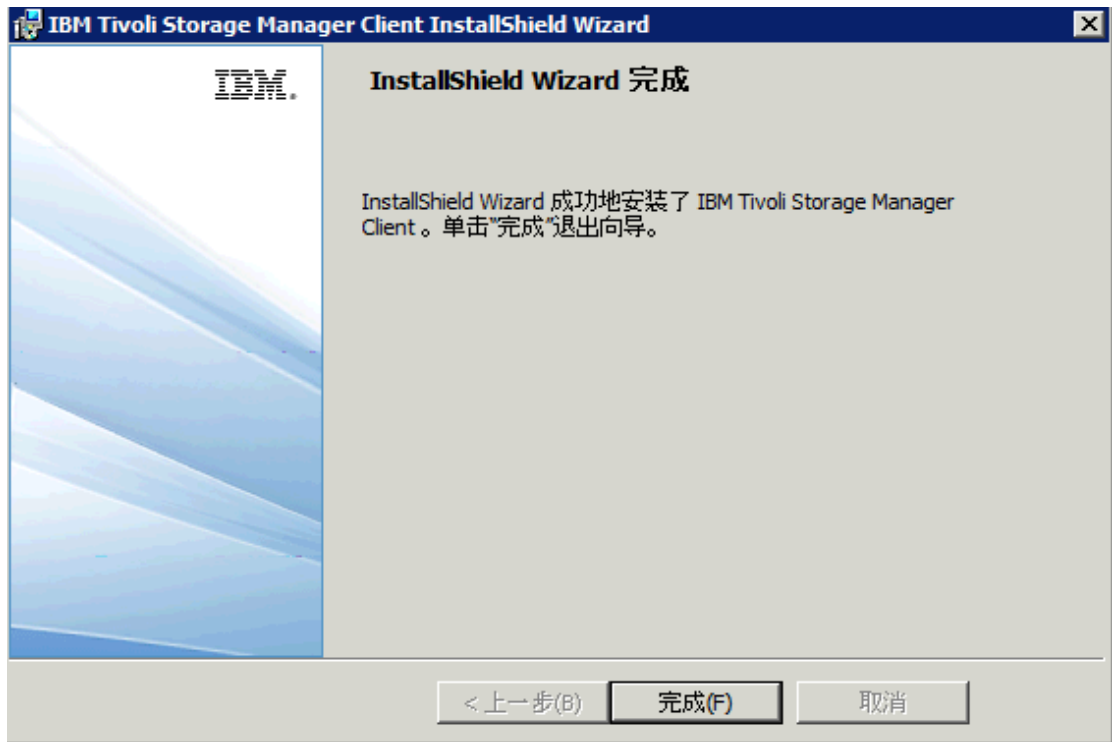 IBM Tivoli Storage Manager Client InstallShield Wizard
IBM.
InstallShield Wizard 完成
InstallShield Wizard 成功地安装了 IBM Tivoli Storage Manager
Client 。单击"完成"退出向导。
< 上一步(B) 完成(F) 取消